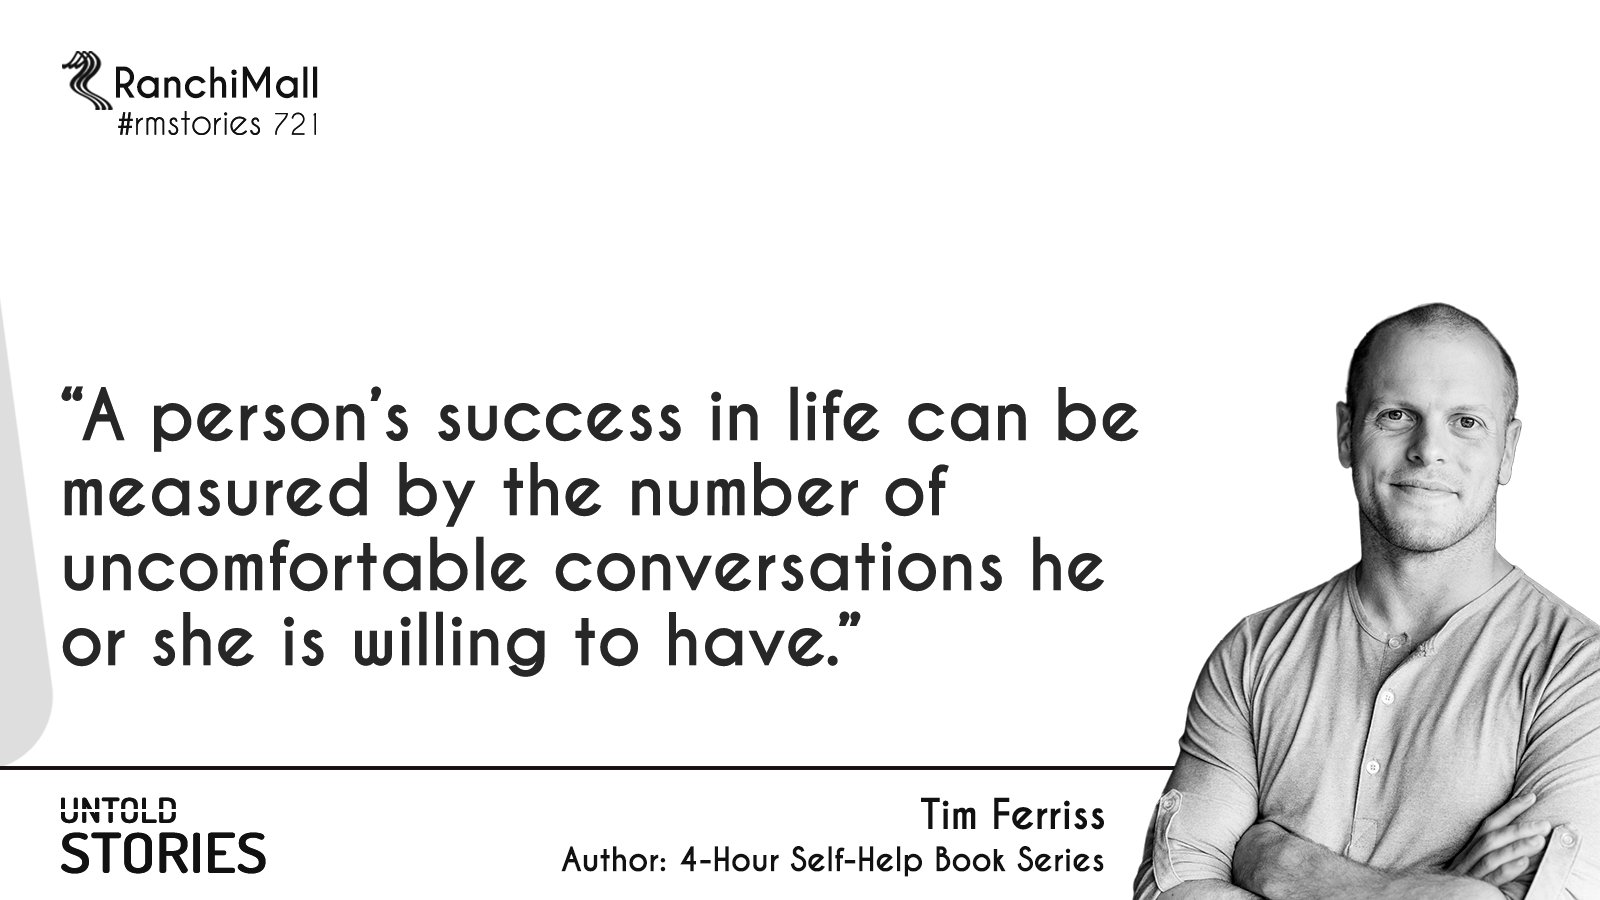 RanchiMall
#rmstories 721
“A person’s success in life can be
measured by the number of
uncomfortable conversations he
or she is willing to have.”
UNTOLD
STORIES
Tim Ferriss
Author: 4-Hour Self-Help Book Series